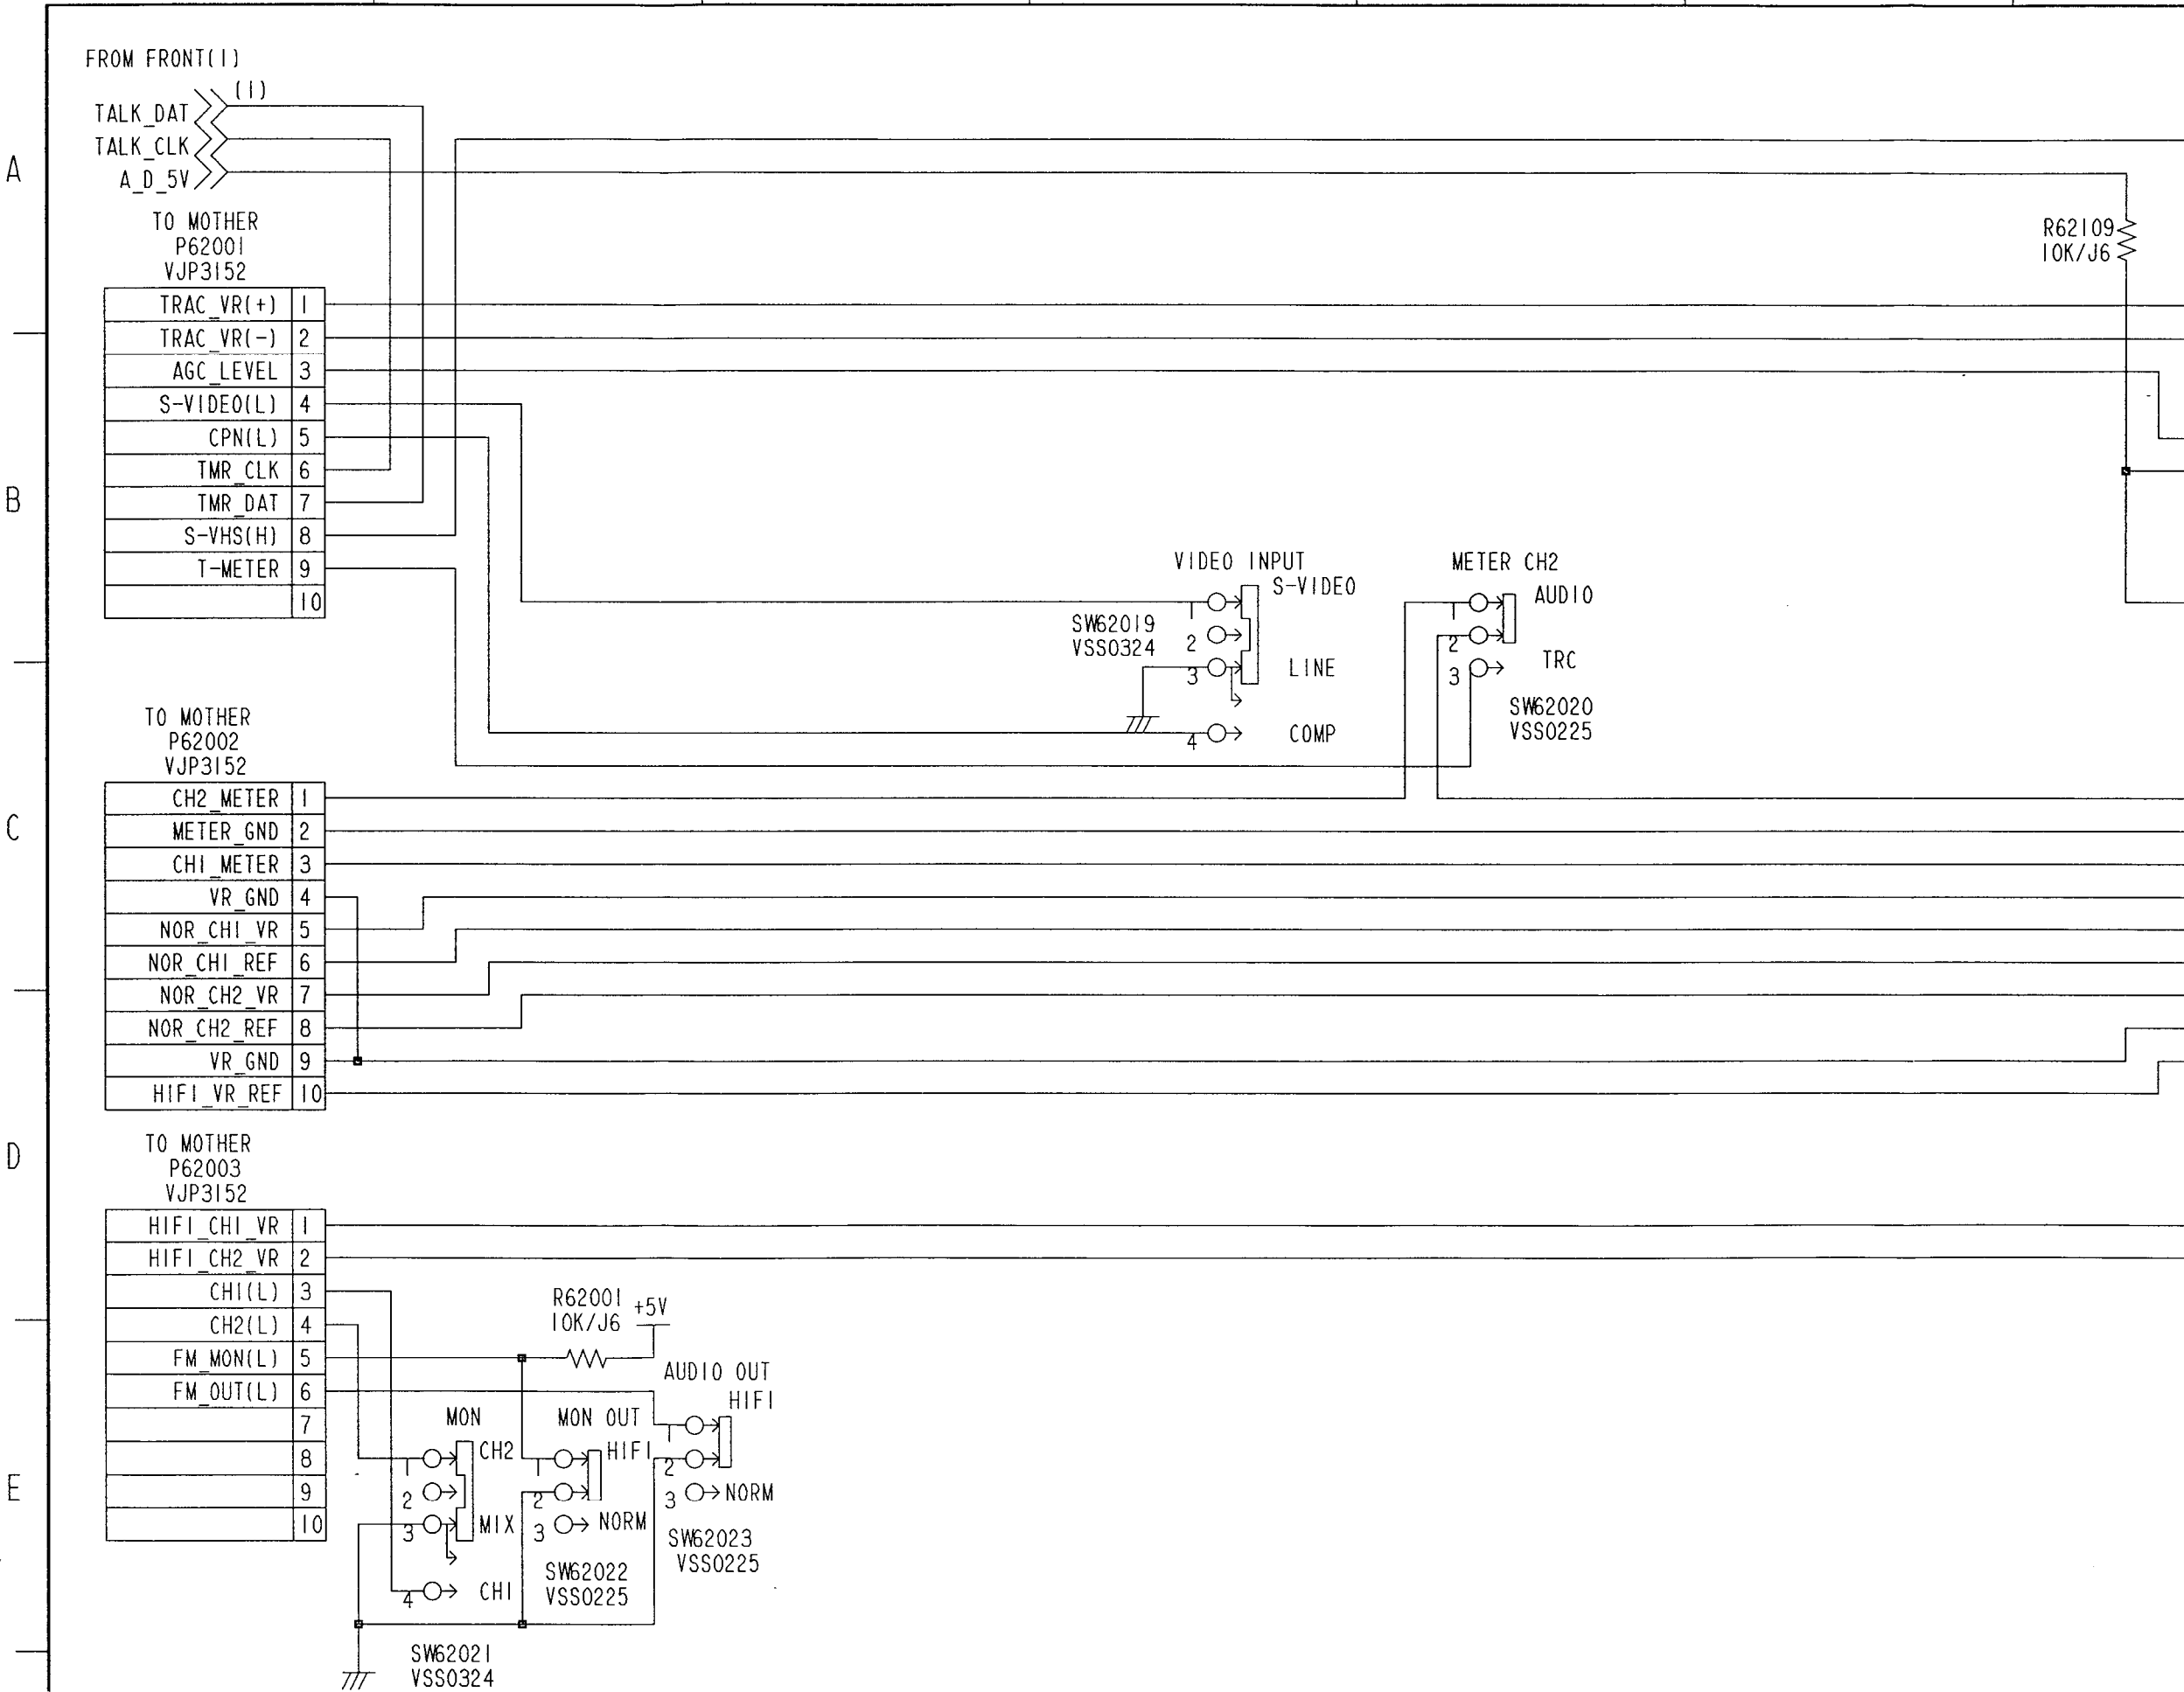 FROM FRONT(1)
(1)
TALK_DAT
TALK_CLK
A_D_5V
A
TO MOTHER
P62001
VJP3152
R62109
10K/J6
TRAC_VR(+) 1
TRAC_VR(-) 2
AGC_LEVEL 3
S-VIDEO(L) 4
CPN(L) 5
TMR_CLK 6
TMR_DAT 7
S-VHS(H) 8
T-METER 9
10
B
VIDEO INPUT
S-VIDEO
SW62019
VSS0324
1
2
3
4
LINE
COMP
METER CH2
AUDIO
1
2
3
TRC
SW62020
VSS0225
TO MOTHER
P62002
VJP3152
CH2_METER 1
METER_GND 2
CH1_METER 3
VR_GND 4
NOR_CH1_VR 5
NOR_CH1_REF 6
NOR_CH2_VR 7
NOR_CH2_REF 8
VR_GND 9
HIFI_VR_REF 10
C
D
TO MOTHER
P62003
VJP3152
HIFI_CH1_VR 1
HIFI_CH2_VR 2
CH1(L) 3
CH2(L) 4
FM_MON(L) 5
FM_OUT(L) 6
7
8
9
10
E
R62001
10K/J6
+5V
AUDIO OUT
HIFI
1
2
3 NORM
SW62023
VSS0225
MON
CH2
1
2
3
MIX
4
CH1
SW62021
VSS0324
MON OUT
HIFI
1
2
3 NORM
SW62022
VSS0225